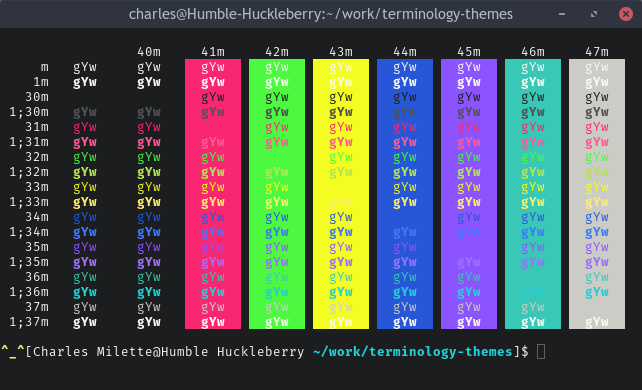 charles@Humble-Huckleberry:~/work/terminology-themes
40m 41m 42m 43m 44m 45m 46m 47m
m gYw gYw gYw gYw gYw gYw gYw gYw gYw
1m gYw gYw gYw gYw gYw gYw gYw gYw gYw
30m gYw gYw gYw gYw gYw gYw gYw
1;30m gYw gYw gYw gYw gYw gYw gYw gYw gYw
31m gYw gYw gYw gYw gYw gYw gYw gYw
1;31m gYw gYw gYw gYw gYw gYw gYw gYw gYw
32m gYw gYw gYw gYw gYw gYw gYw gYw
1;32m gYw gYw gYw gYw gYw gYw gYw gYw gYw
33m gYw gYw gYw gYw gYw gYw gYw gYw
1;33m gYw gYw gYw gYw gYw gYw gYw gYw gYw
34m gYw gYw gYw gYw gYw gYw gYw gYw
1;34m gYw gYw gYw gYw gYw gYw gYw gYw gYw
35m gYw gYw gYw gYw gYw gYw gYw gYw
1;35m gYw gYw gYw gYw gYw gYw gYw gYw gYw
36m gYw gYw gYw gYw gYw gYw gYw gYw
1;36m gYw gYw gYw gYw gYw gYw gYw gYw gYw
37m gYw gYw gYw gYw gYw gYw gYw gYw
1;37m gYw gYw gYw gYw gYw gYw gYw gYw gYw
^_^[Charles Milette@Humble Huckleberry ~/work/terminology-themes]$